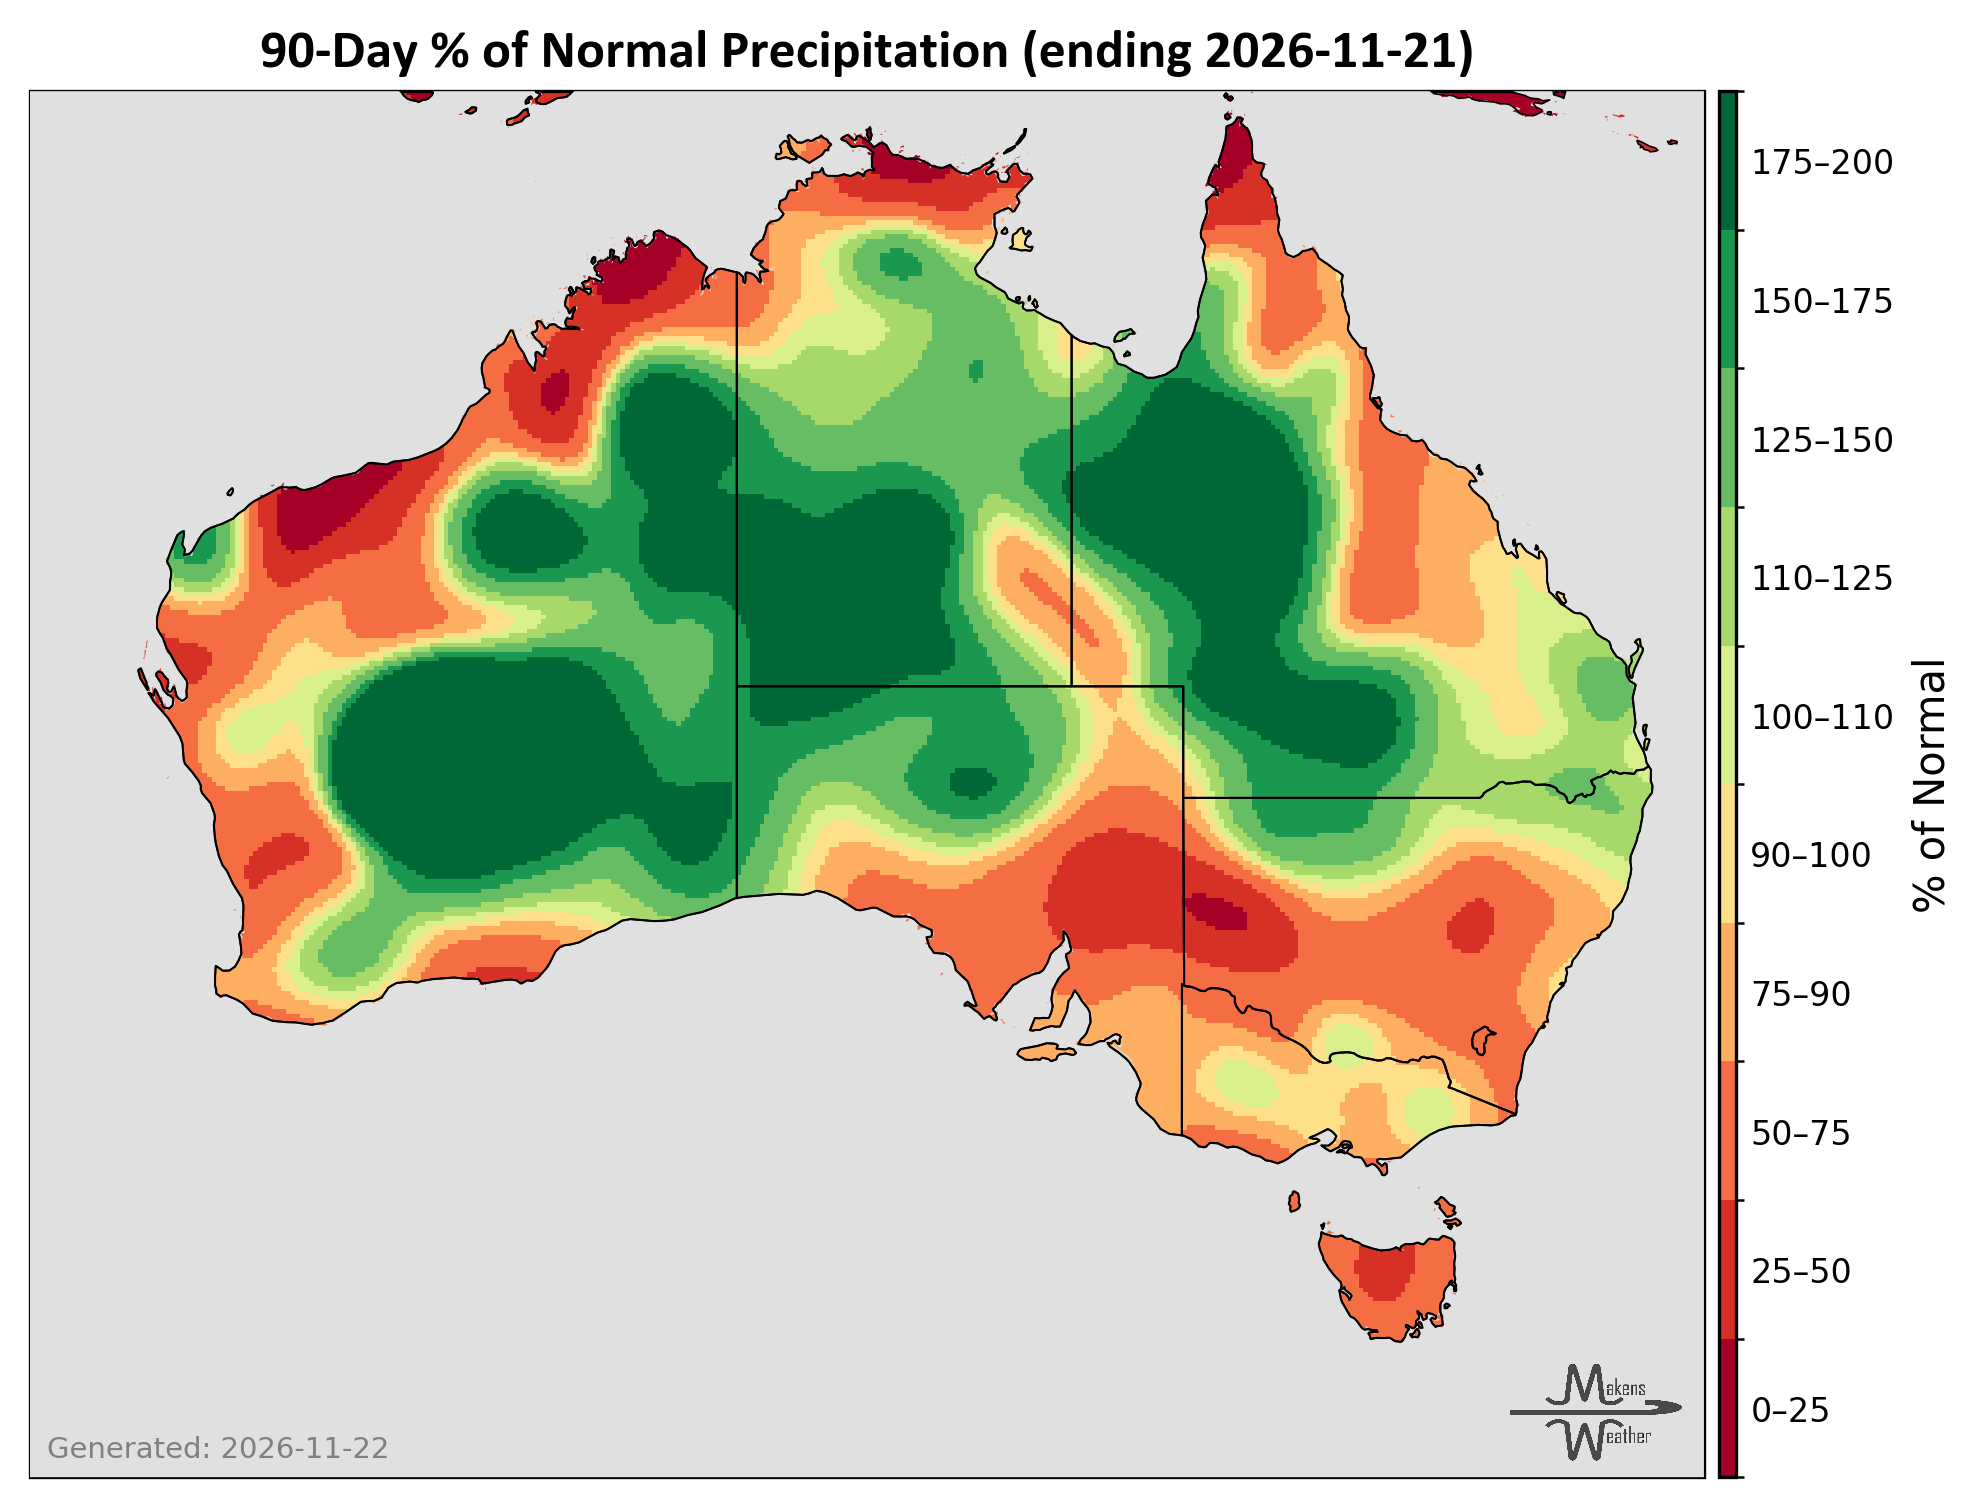 90-Day % of Normal Precipitation (ending 2026-11-21)
175–200
150–175
125–150
110–125
100–110
90–100
75–90
50–75
25–50
0–25
% of Normal
Makens
Weather
Generated: 2026-11-22